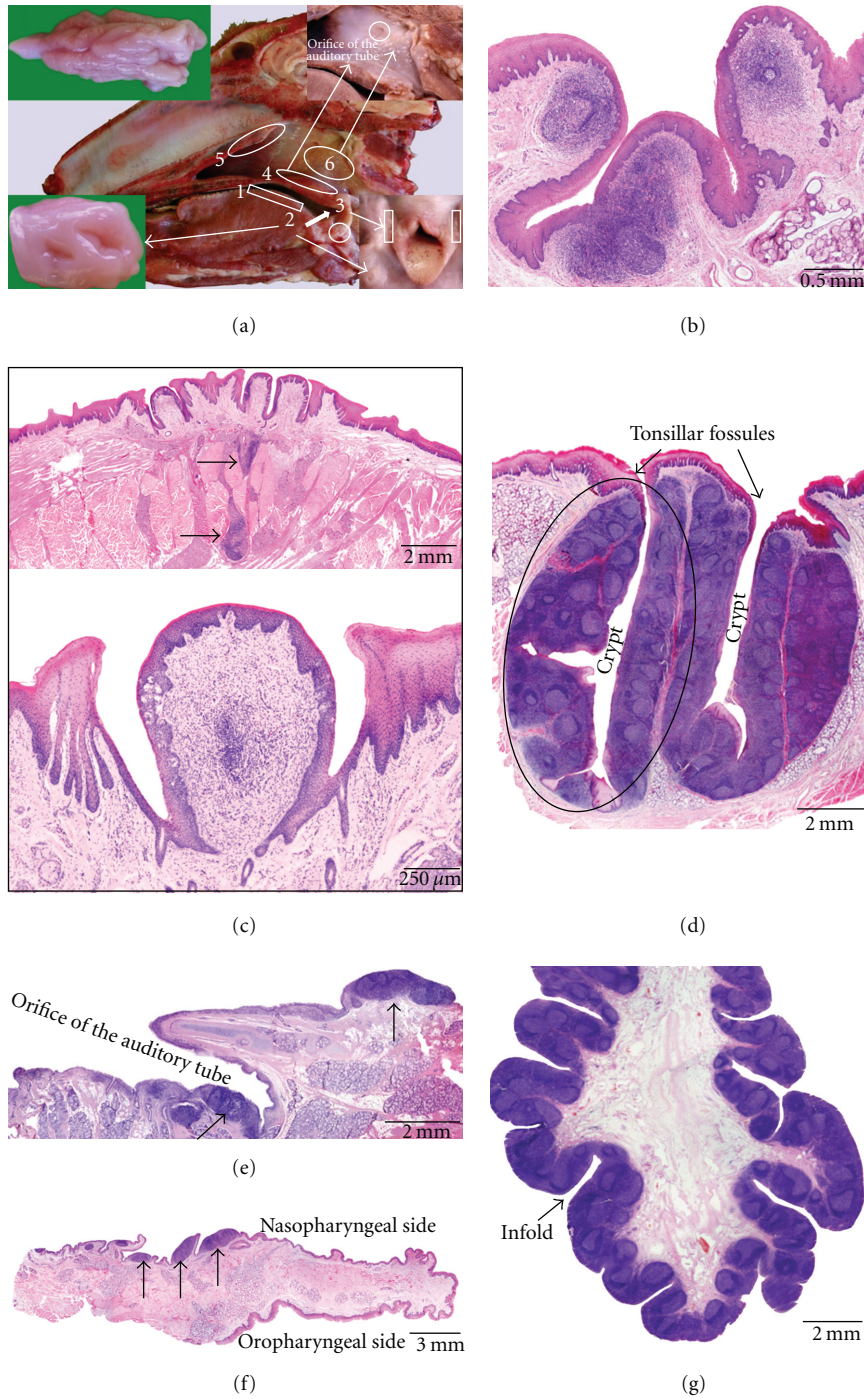 Orifice of the
auditory tube
5
6
4
1
3
2
(a)
0.5 mm
(b)
2 mm
250 µm
(c)
Tonsillar fossules
Crypt
Crypt
2 mm
(d)
Orifice of the auditory tube
2 mm
(e)
Nasopharyngeal side
Oropharyngeal side
3 mm
(f)
Infold
2 mm
(g)